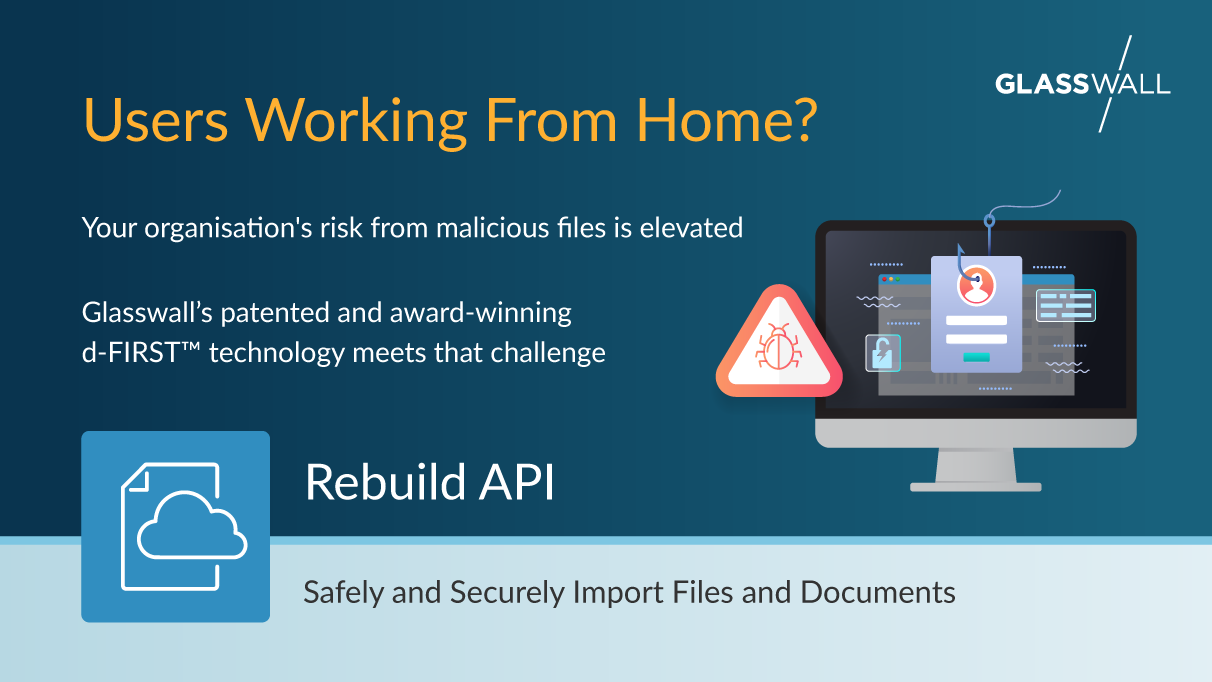 GLASSWALL
Users Working From Home?
Your organisation's risk from malicious files is elevated
Glasswall’s patented and award-winning
d-FIRST™ technology meets that challenge
Rebuild API
Safely and Securely Import Files and Documents